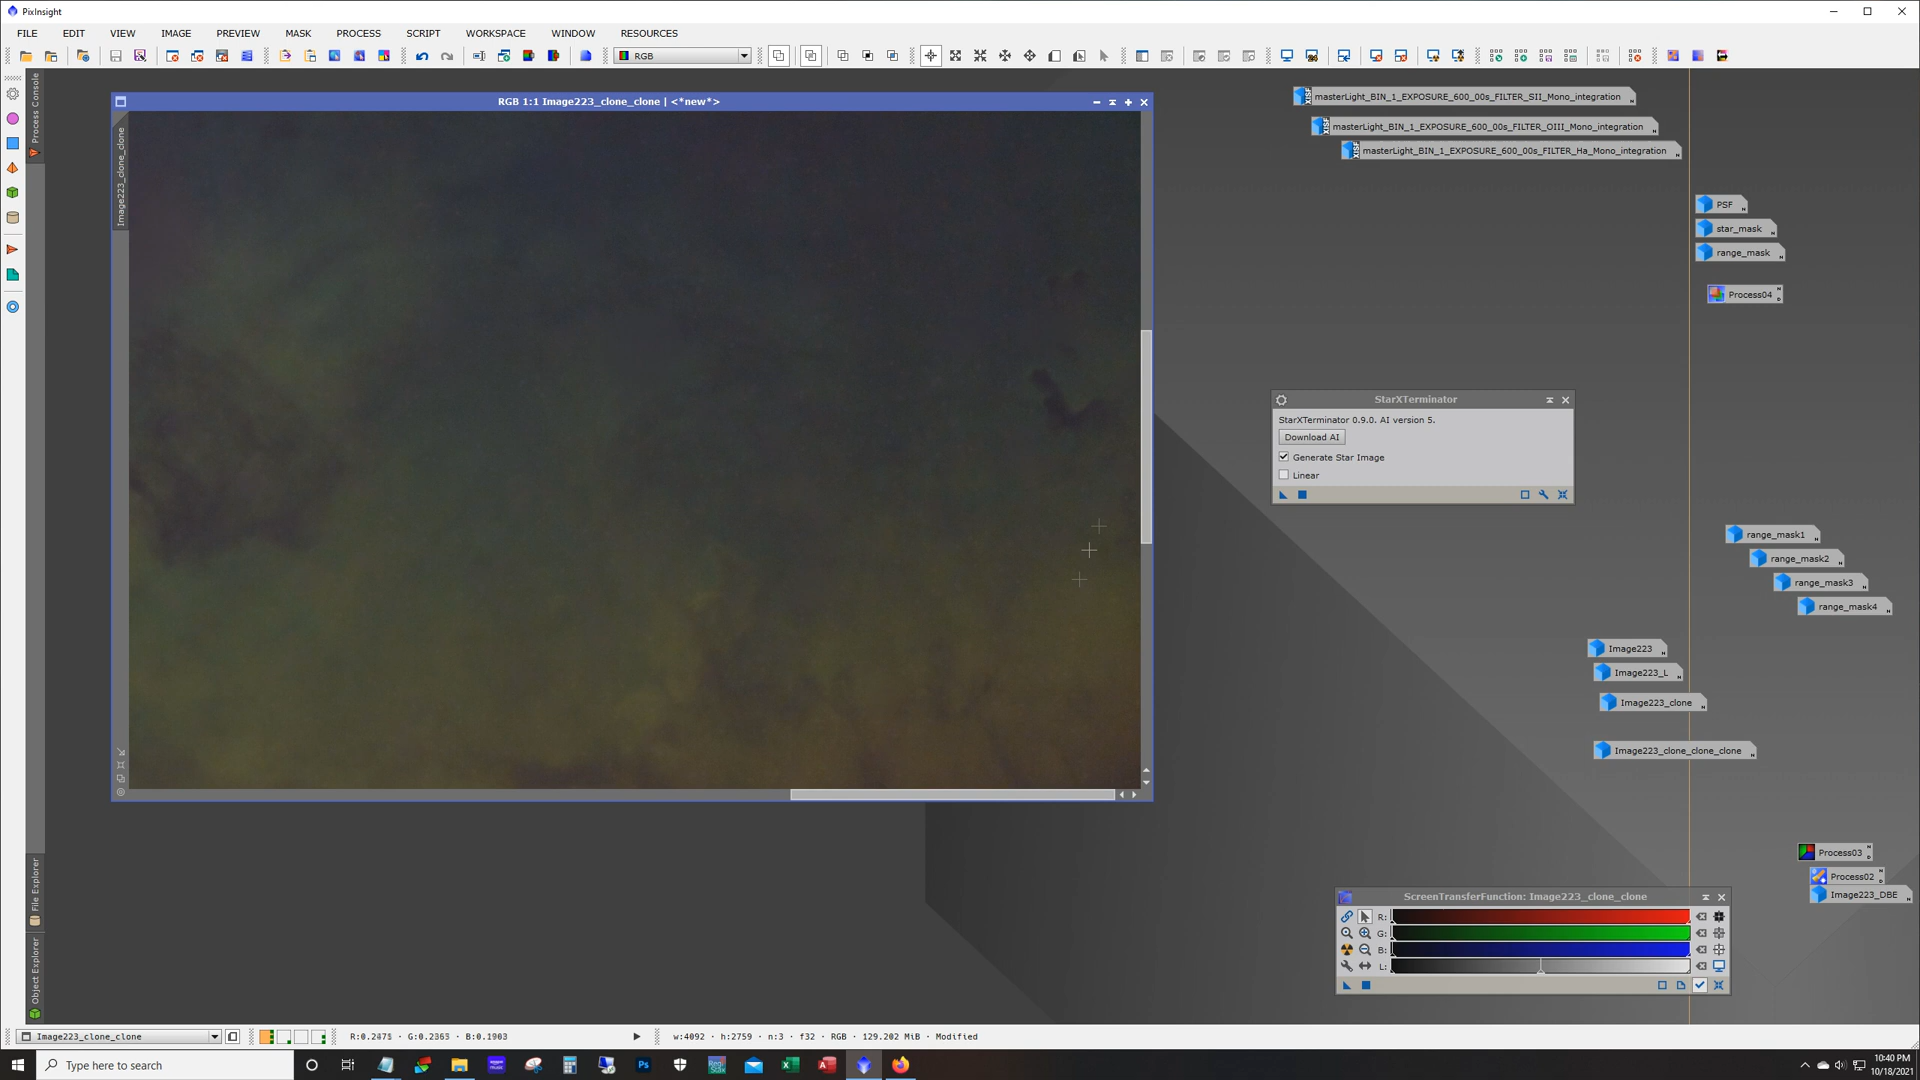 PixInsight
FILE EDIT VIEW IMAGE PREVIEW MASK PROCESS SCRIPT WORKSPACE WINDOW RESOURCES
RGB
Process Console
File Explorer
Object Explorer
RGB 1:1 Image223_clone_clone | <*new*>
Image223_clone_clone
masterLight_BIN_1_EXPOSURE_600_00s_FILTER_SII_Mono_integration
masterLight_BIN_1_EXPOSURE_600_00s_FILTER_OIII_Mono_integration
masterLight_BIN_1_EXPOSURE_600_00s_FILTER_Ha_Mono_integration
PSF
star_mask
range_mask
Process04
StarXTerminator
StarXTerminator 0.9.0. AI version 5.
Download AI
Generate Star Image
Linear
range_mask1
range_mask2
range_mask3
range_mask4
Image223
Image223_L
Image223_clone
Image223_clone_clone_clone
Process03
Process02
Image223_DBE
ScreenTransferFunction: Image223_clone_clone
R:
G:
B:
L:
Image223_clone_clone
R:0.2475 · G:0.2363 · B:0.1903
w:4092 · h:2759 · n:3 · f32 · RGB · 129.202 MiB · Modified
Type here to search
10:40 PM
10/18/2021